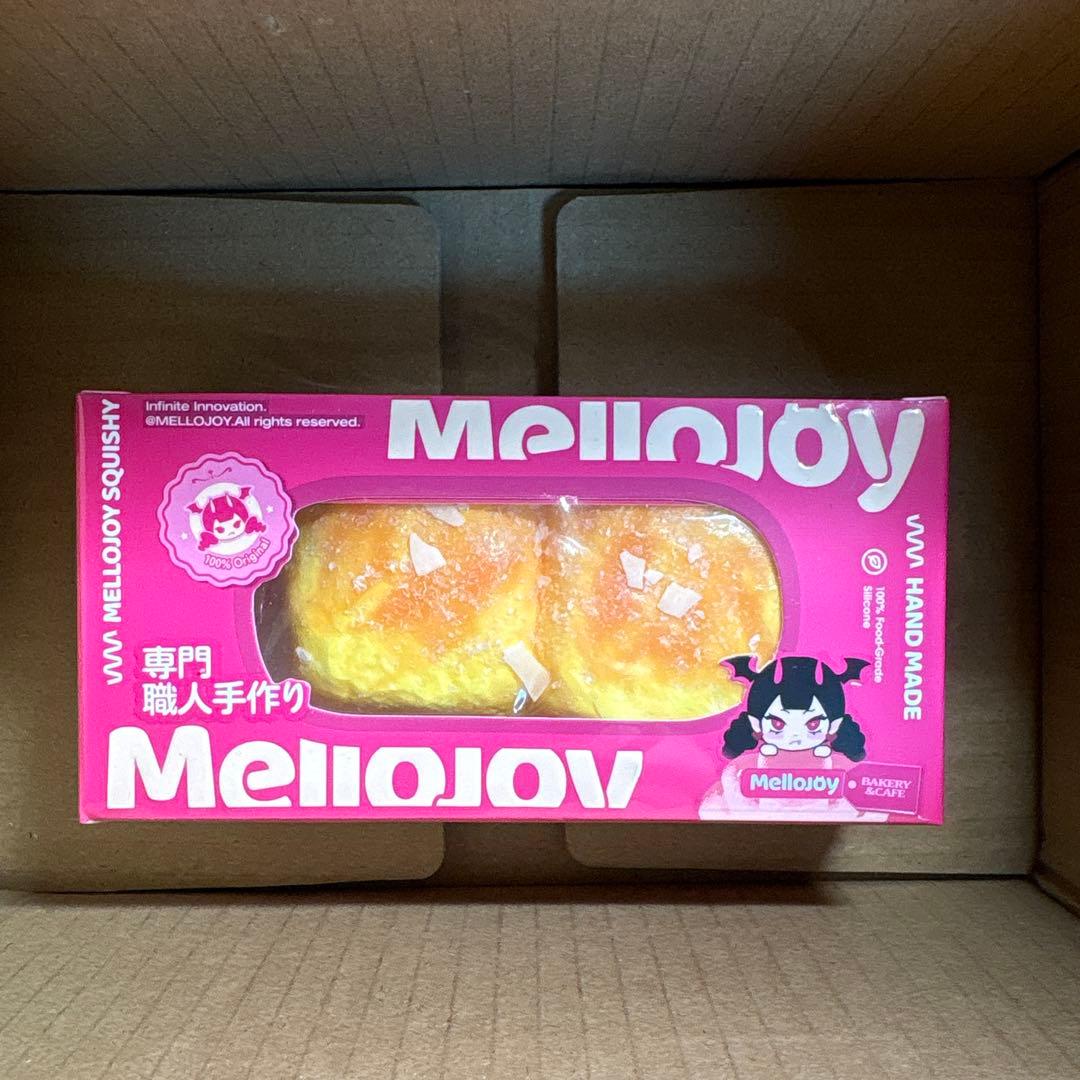 Infinite Innovation.
@MELLOJOY.All rights reserved.
Mellojoy
MELLOJOY SQUISHY
100% Original
HAND MADE
100% Food-Grade
Silicone
専門
職人手作り
Mellojoy
Mellojoy • BAKERY
&CAFE